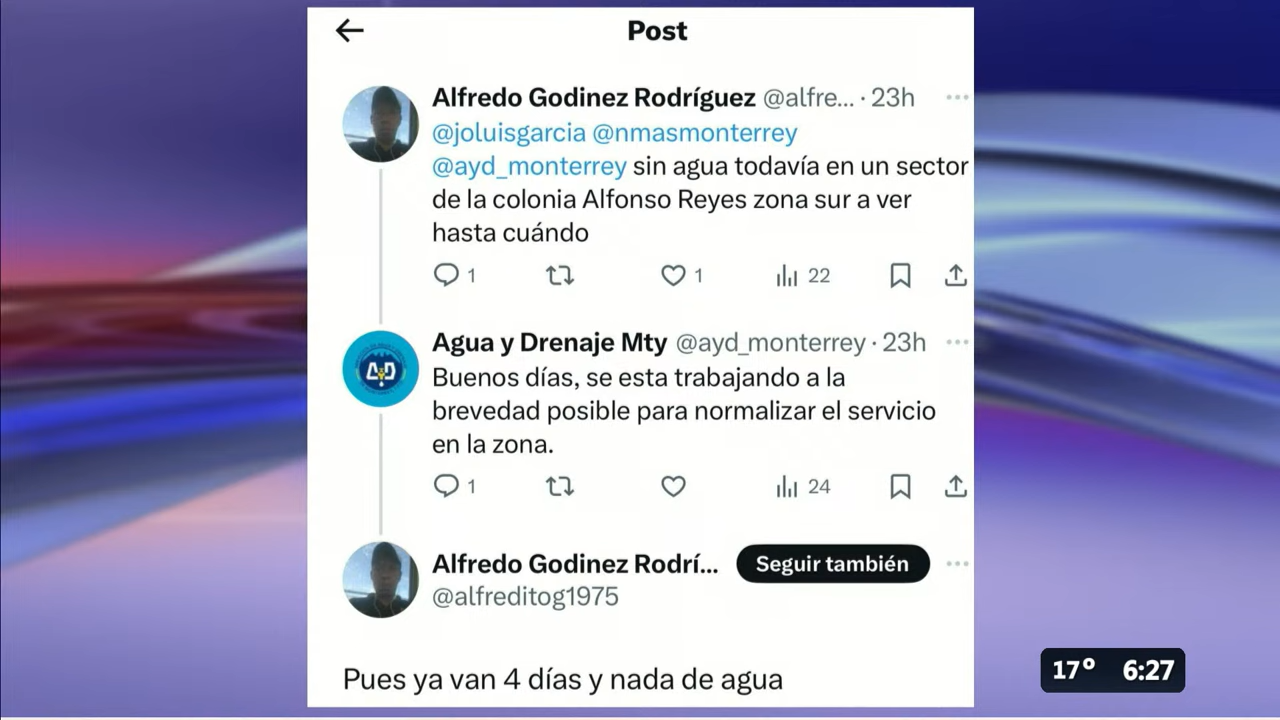 Post
Alfredo Godinez Rodríguez @alfre... · 23h
@joluisgarcia @nmasmonterrey
@ayd_monterrey sin agua todavía en un sector
de la colonia Alfonso Reyes zona sur a ver
hasta cuándo
1 1 22
Agua y Drenaje Mty @ayd_monterrey · 23h
Buenos días, se esta trabajando a la
brevedad posible para normalizar el servicio
en la zona.
1 24
Alfredo Godinez Rodrí... Seguir también
@alfreditog1975
Pues ya van 4 días y nada de agua
17° 6:27